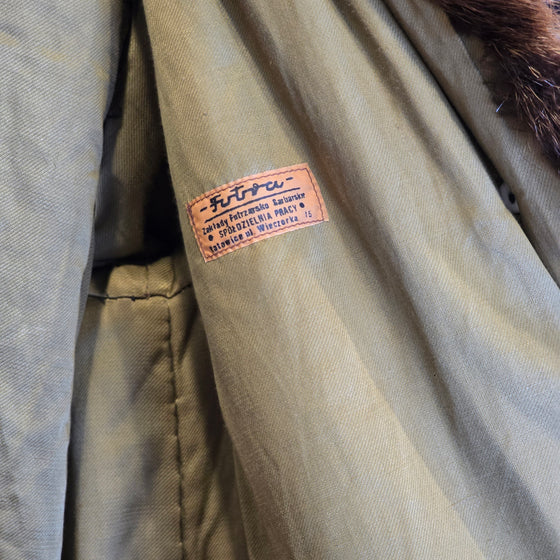 - Futra -
Zakłady Futrzarsko Garbarskie
• SPÓŁDZIELNIA PRACY •
Katowice ul. Wieczorka 15